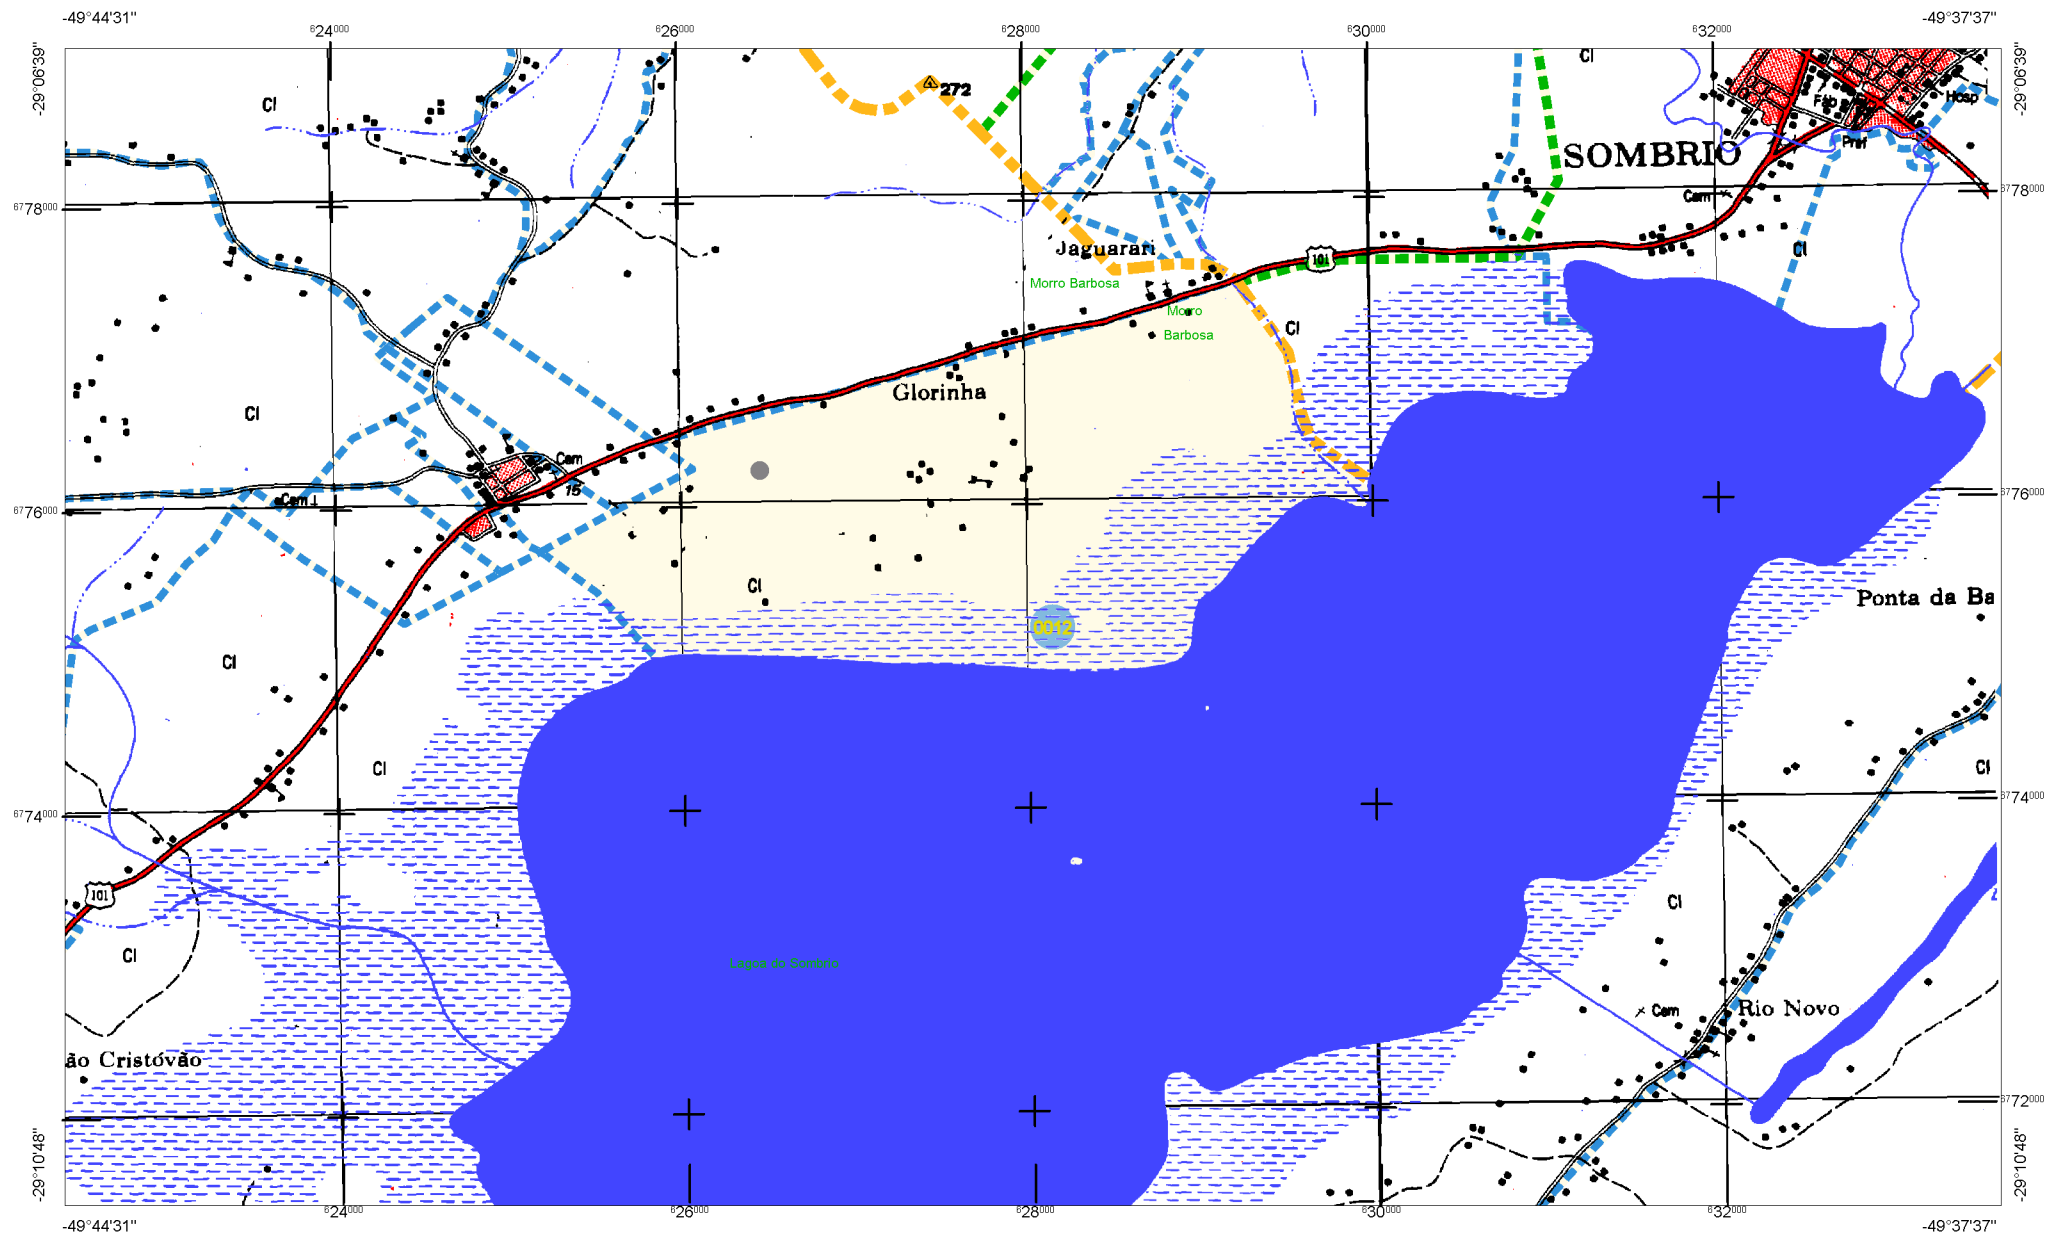 -49°44'31" -49°37'37"
624000 626000 628000 630000 632000
-29°06'39" -29°06'39"
Cl
Cl
272
Fáb
Hosp
Pref
SOMBRIO
Cem
6778000 6778000
Jaguarari
Cl
101
Morro Barbosa
Morro
Barbosa
Cl
Glorinha
Cl
Cem
15
Cem
6776000 6776000
Cl
Ponta da Ba
0012
Cl
Cl
Cl
6774000 6774000
101
Cl
Cl
Lagoa do Sombrio
Cem
Rio Novo
ão Cristóvão
6772000
-29°10'48" -29°10'48"
624000 626000 628000 630000 632000
-49°44'31" -49°37'37"